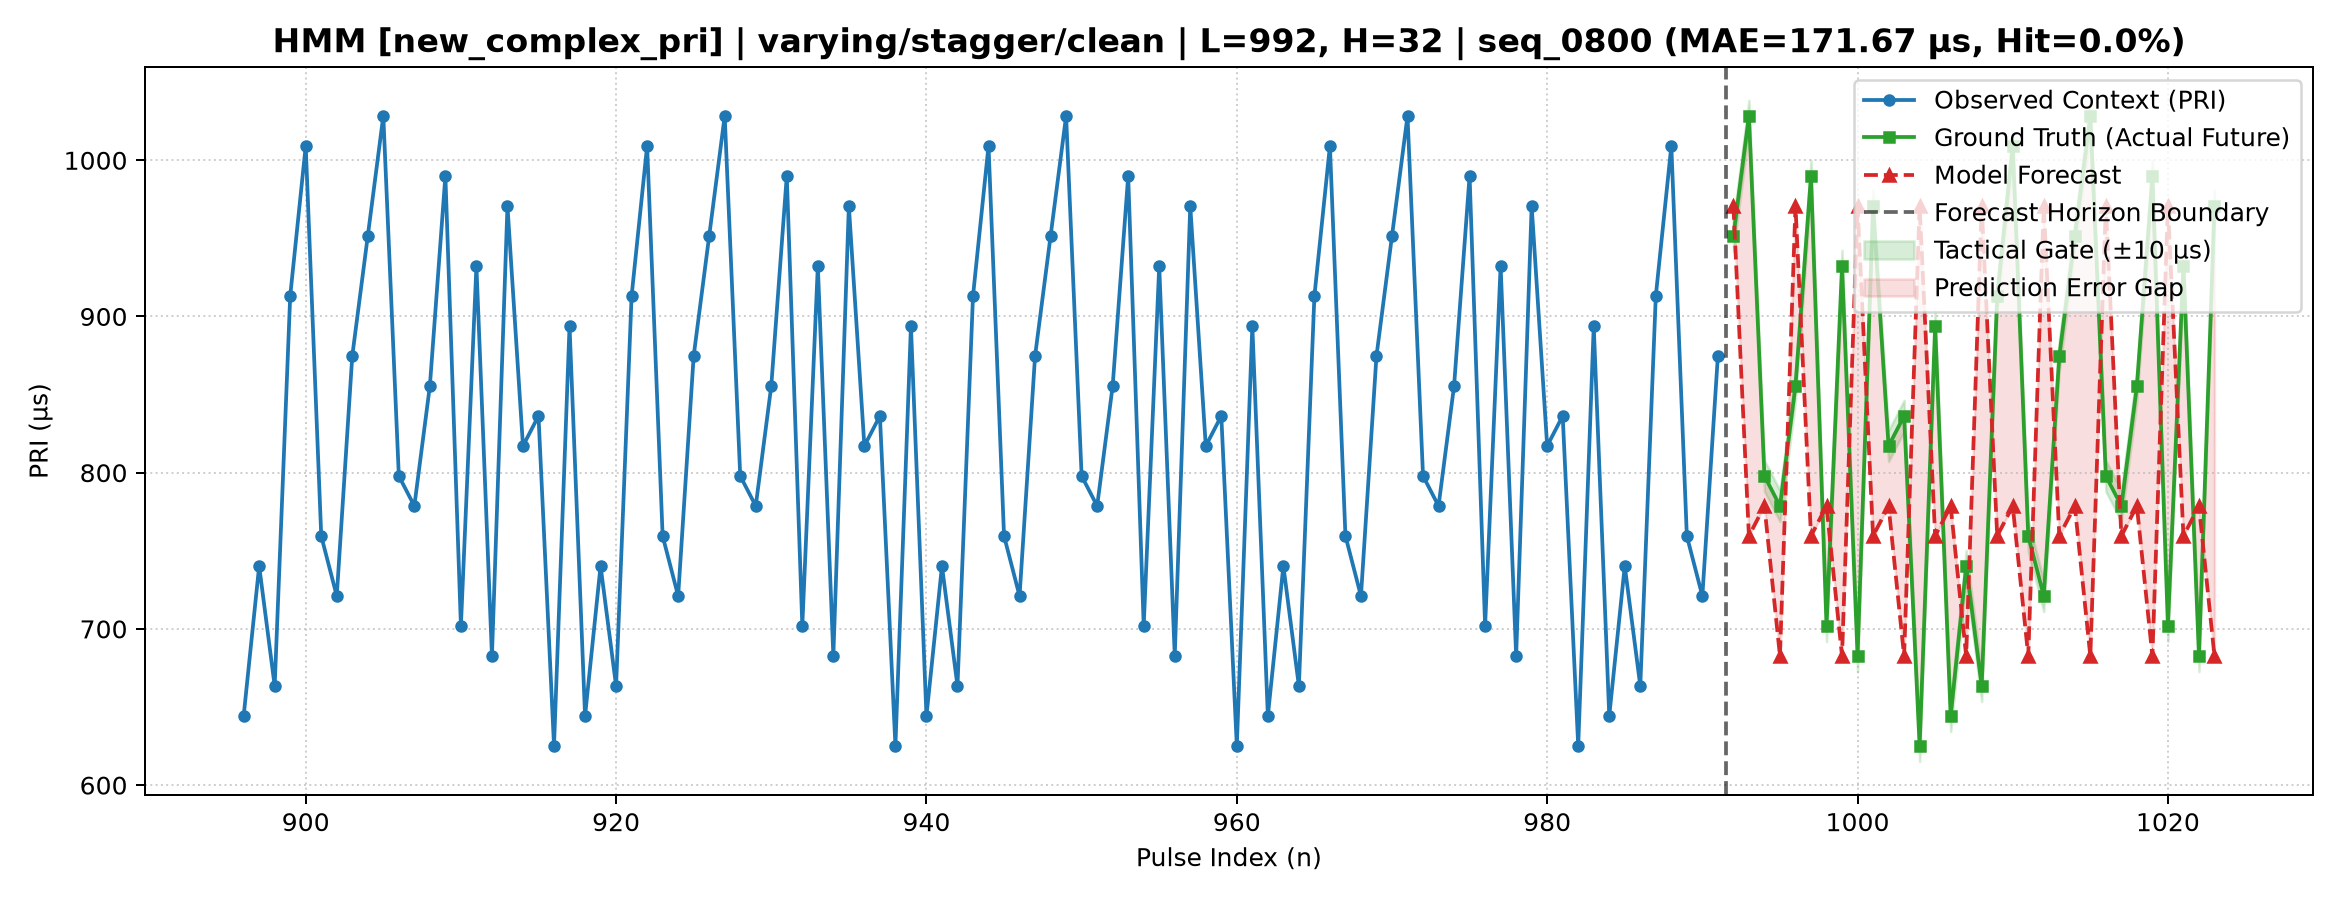 HMM [new_complex_pri] | varying/stagger/clean | L=992, H=32 | seq_0800 (MAE=171.67 µs, Hit=0.0%)
Observed Context (PRI)
Ground Truth (Actual Future)
Model Forecast
Forecast Horizon Boundary
Tactical Gate (±10 µs)
Prediction Error Gap
PRI (µs)
1000
900
800
700
600
900 920 940 960 980 1000 1020
Pulse Index (n)